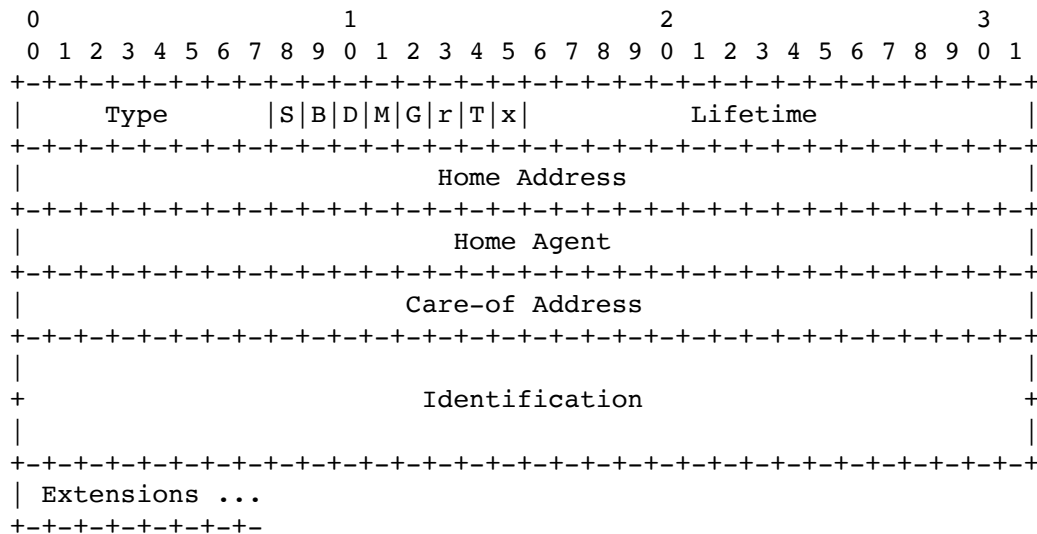 0                   1                   2                   3
 0 1 2 3 4 5 6 7 8 9 0 1 2 3 4 5 6 7 8 9 0 1 2 3 4 5 6 7 8 9 0 1
+-+-+-+-+-+-+-+-+-+-+-+-+-+-+-+-+-+-+-+-+-+-+-+-+-+-+-+-+-+-+-+-+
|     Type      |S|B|D|M|G|r|T|x|          Lifetime             |
+-+-+-+-+-+-+-+-+-+-+-+-+-+-+-+-+-+-+-+-+-+-+-+-+-+-+-+-+-+-+-+-+
|                          Home Address                         |
+-+-+-+-+-+-+-+-+-+-+-+-+-+-+-+-+-+-+-+-+-+-+-+-+-+-+-+-+-+-+-+-+
|                           Home Agent                          |
+-+-+-+-+-+-+-+-+-+-+-+-+-+-+-+-+-+-+-+-+-+-+-+-+-+-+-+-+-+-+-+-+
|                        Care-of Address                        |
+-+-+-+-+-+-+-+-+-+-+-+-+-+-+-+-+-+-+-+-+-+-+-+-+-+-+-+-+-+-+-+-+
|                                                               |
+                         Identification                        +
|                                                               |
+-+-+-+-+-+-+-+-+-+-+-+-+-+-+-+-+-+-+-+-+-+-+-+-+-+-+-+-+-+-+-+-+
| Extensions ...
+-+-+-+-+-+-+-+-